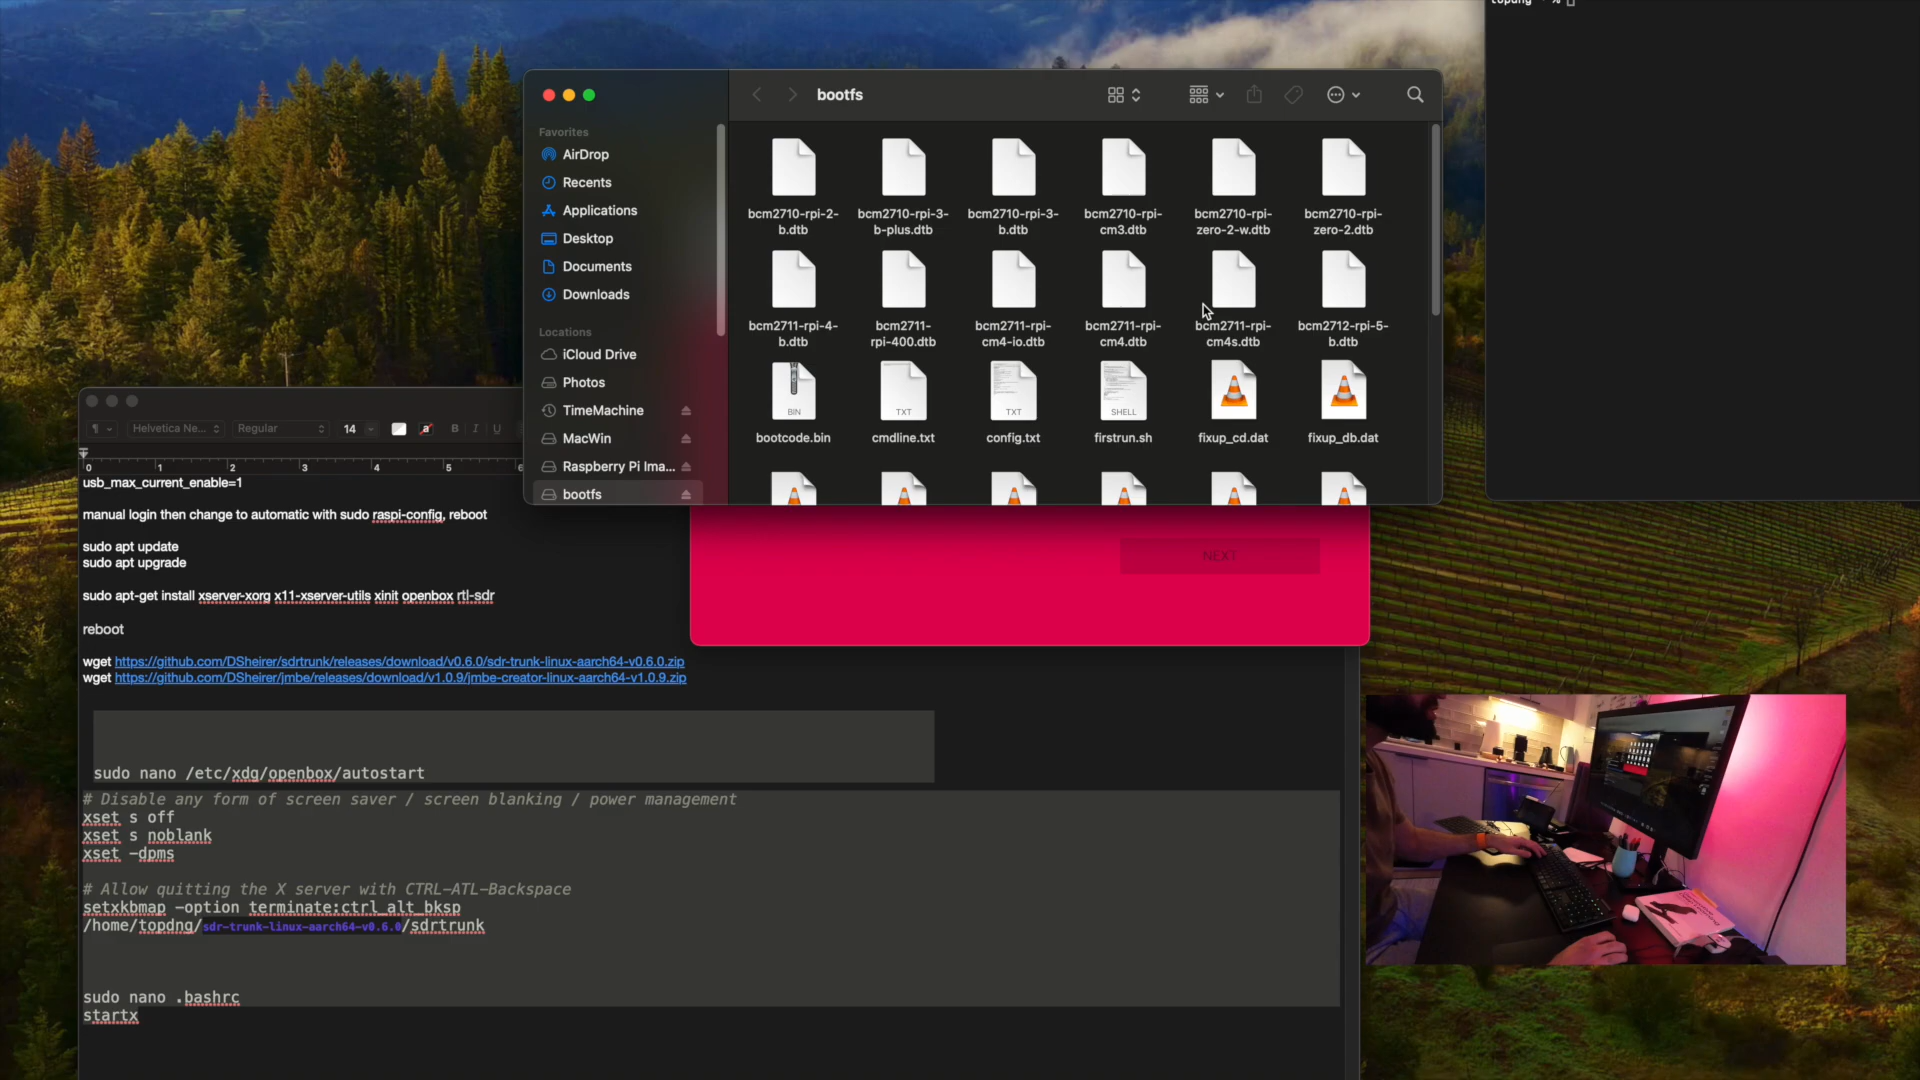 topdng ~ %
bootfs
Favorites
AirDrop
Recents
Applications
Desktop
Documents
Downloads
Locations
iCloud Drive
Photos
TimeMachine
MacWin
Raspberry Pi Ima...
bootfs
bcm2710-rpi-2-
b.dtb
bcm2710-rpi-3-
b-plus.dtb
bcm2710-rpi-3-
b.dtb
bcm2710-rpi-
cm3.dtb
bcm2710-rpi-
zero-2-w.dtb
bcm2710-rpi-
zero-2.dtb
bcm2711-rpi-4-
b.dtb
bcm2711-
rpi-400.dtb
bcm2711-rpi-
cm4-io.dtb
bcm2711-rpi-
cm4.dtb
bcm2711-rpi-
cm4s.dtb
bcm2712-rpi-5-
b.dtb
BIN
bootcode.bin
TXT
cmdline.txt
TXT
config.txt
SHELL
firstrun.sh
fixup_cd.dat
fixup_db.dat
NEXT
¶ Helvetica Ne... Regular 14 a B I U
0 1 2 3 4 5 6
usb_max_current_enable=1
manual login then change to automatic with sudo raspi-config, reboot
sudo apt update
sudo apt upgrade
sudo apt-get install xserver-xorg x11-xserver-utils xinit openbox rtl-sdr
reboot
wget https://github.com/DSheirer/sdrtrunk/releases/download/v0.6.0/sdr-trunk-linux-aarch64-v0.6.0.zip
wget https://github.com/DSheirer/jmbe/releases/download/v1.0.9/jmbe-creator-linux-aarch64-v1.0.9.zip
sudo nano /etc/xdg/openbox/autostart
# Disable any form of screen saver / screen blanking / power management
xset s off
xset s noblank
xset -dpms
# Allow quitting the X server with CTRL-ATL-Backspace
setxkbmap -option terminate:ctrl_alt_bksp
/home/topdng/sdr-trunk-linux-aarch64-v0.6.0/sdrtrunk
sudo nano .bashrc
startx